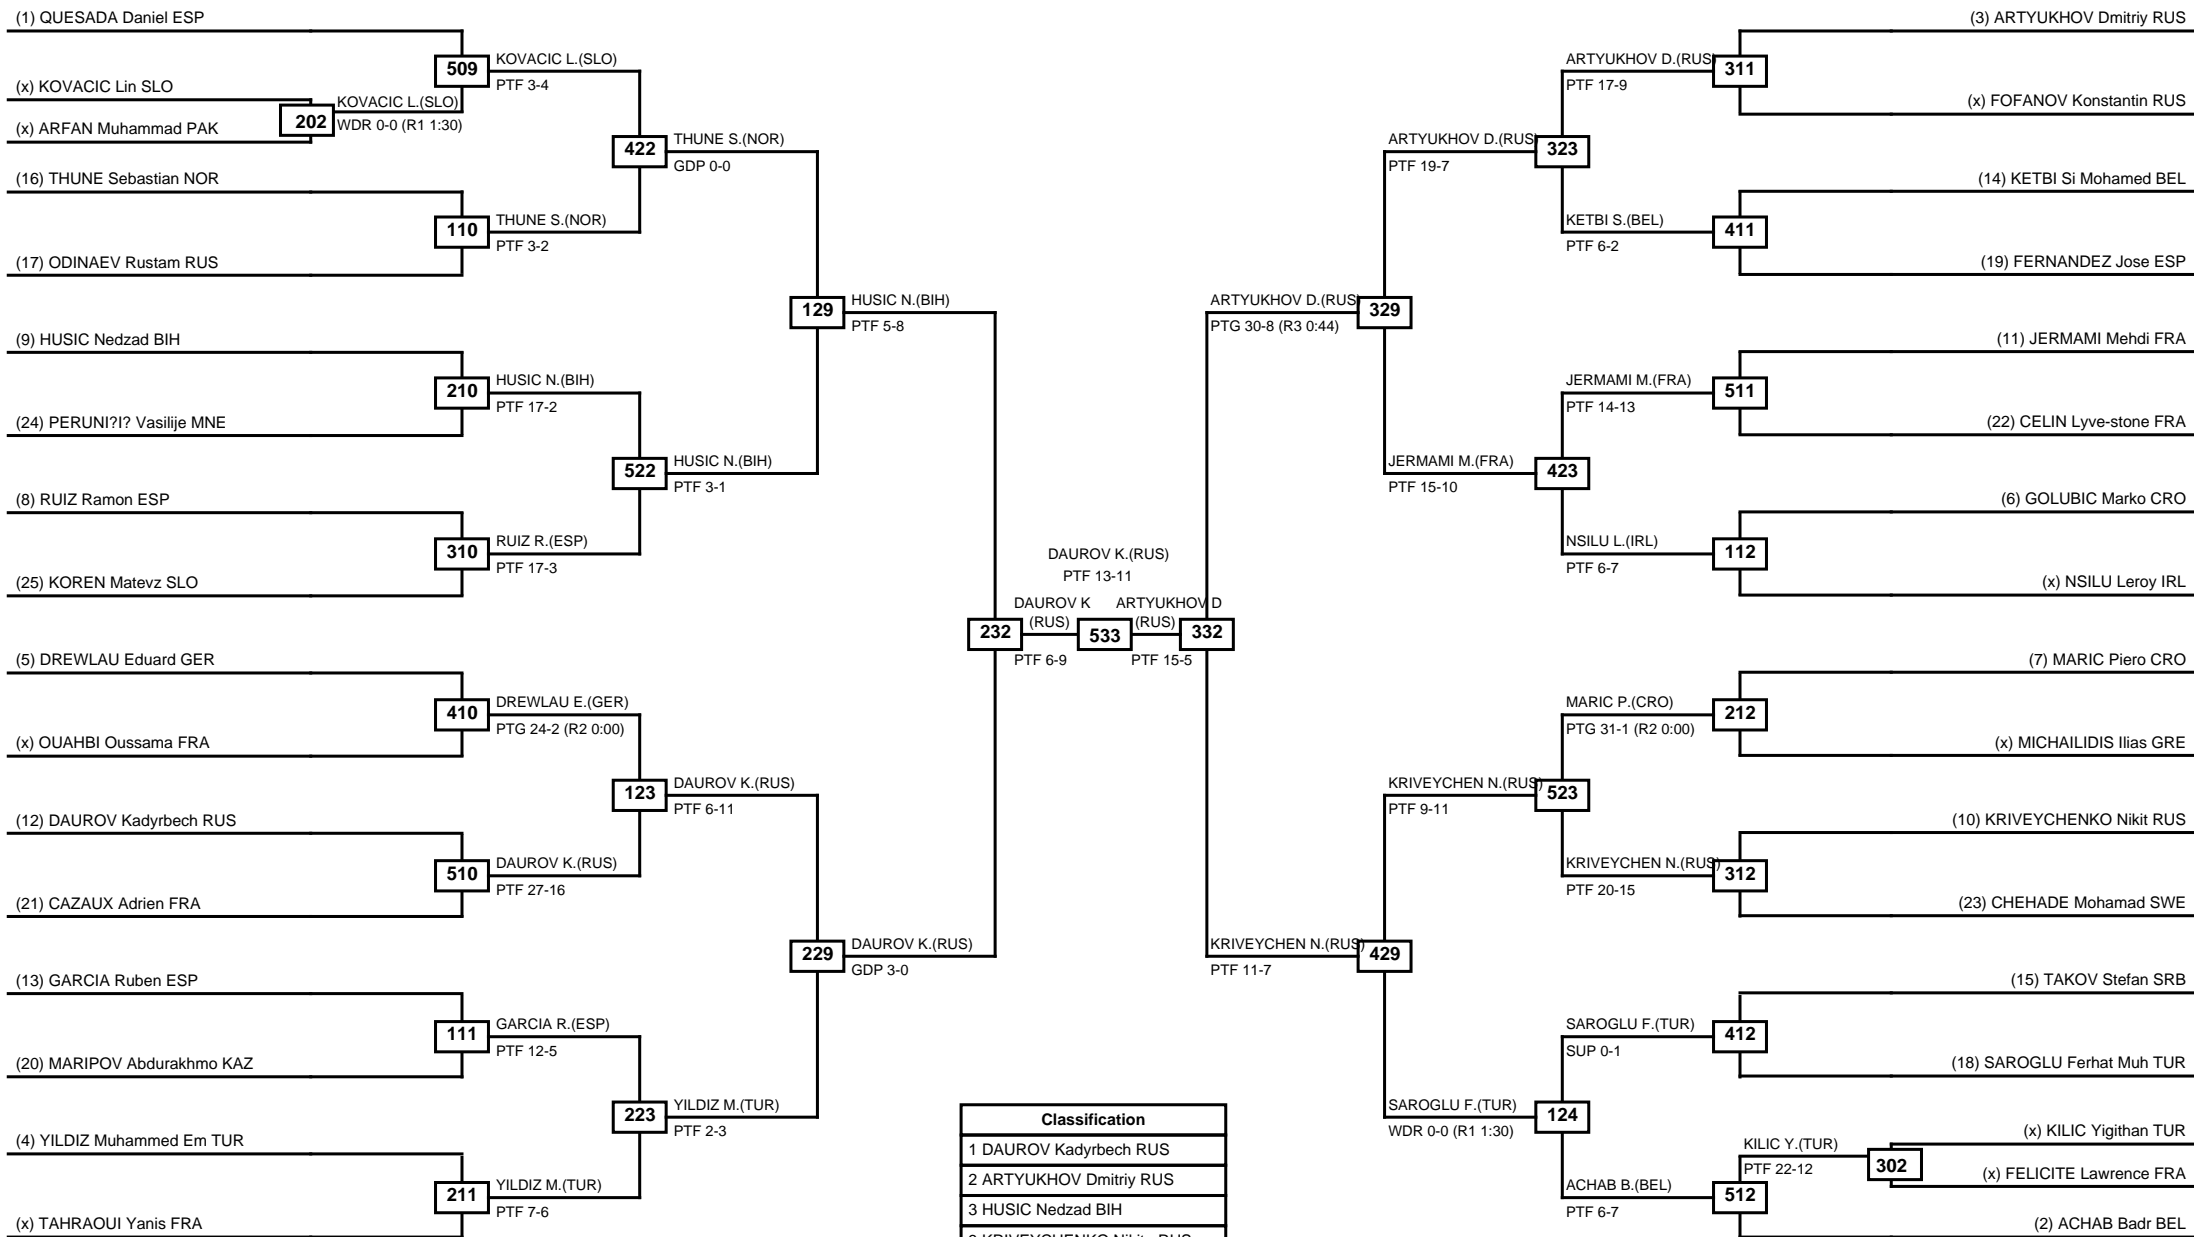 (1) QUESADA Daniel ESP
(x) KOVACIC Lin SLO
(x) ARFAN Muhammad PAK
(16) THUNE Sebastian NOR
(17) ODINAEV Rustam RUS
(9) HUSIC Nedzad BIH
(24) PERUNI?I? Vasilije MNE
(8) RUIZ Ramon ESP
(25) KOREN Matevz SLO
(5) DREWLAU Eduard GER
(x) OUAHBI Oussama FRA
(12) DAUROV Kadyrbech RUS
(21) CAZAUX Adrien FRA
(13) GARCIA Ruben ESP
(20) MARIPOV Abdurakhmo KAZ
(4) YILDIZ Muhammed Em TUR
(x) TAHRAOUI Yanis FRA
202
KOVACIC L.(SLO)
WDR 0-0 (R1 1:30)
509
KOVACIC L.(SLO)
PTF 3-4
110
THUNE S.(NOR)
PTF 3-2
210
HUSIC N.(BIH)
PTF 17-2
310
RUIZ R.(ESP)
PTF 17-3
410
DREWLAU E.(GER)
PTG 24-2 (R2 0:00)
510
DAUROV K.(RUS)
PTF 27-16
111
GARCIA R.(ESP)
PTF 12-5
211
YILDIZ M.(TUR)
PTF 7-6
422
THUNE S.(NOR)
GDP 0-0
522
HUSIC N.(BIH)
PTF 3-1
123
DAUROV K.(RUS)
PTF 6-11
223
YILDIZ M.(TUR)
PTF 2-3
129
HUSIC N.(BIH)
PTF 5-8
229
DAUROV K.(RUS)
GDP 3-0
DAUROV K.(RUS)
PTF 13-11
232
DAUROV K
(RUS)
PTF 6-9
533
ARTYUKHOV D
(RUS)
PTF 15-5
332
ARTYUKHOV D.(RUS)
PTG 30-8 (R3 0:44)
329
KRIVEYCHEN N.(RUS)
PTF 11-7
429
ARTYUKHOV D.(RUS)
PTF 19-7
323
JERMAMI M.(FRA)
PTF 15-10
423
KRIVEYCHEN N.(RUS)
PTF 9-11
523
SAROGLU F.(TUR)
WDR 0-0 (R1 1:30)
124
ARTYUKHOV D.(RUS)
PTF 17-9
311
KETBI S.(BEL)
PTF 6-2
411
JERMAMI M.(FRA)
PTF 14-13
511
NSILU L.(IRL)
PTF 6-7
112
MARIC P.(CRO)
PTG 31-1 (R2 0:00)
212
KRIVEYCHEN N.(RUS)
PTF 20-15
312
SAROGLU F.(TUR)
SUP 0-1
412
ACHAB B.(BEL)
PTF 6-7
512
KILIC Y.(TUR)
PTF 22-12
302
(3) ARTYUKHOV Dmitriy RUS
(x) FOFANOV Konstantin RUS
(14) KETBI Si Mohamed BEL
(19) FERNANDEZ Jose ESP
(11) JERMAMI Mehdi FRA
(22) CELIN Lyve-stone FRA
(6) GOLUBIC Marko CRO
(x) NSILU Leroy IRL
(7) MARIC Piero CRO
(x) MICHAILIDIS Ilias GRE
(10) KRIVEYCHENKO Nikit RUS
(23) CHEHADE Mohamad SWE
(15) TAKOV Stefan SRB
(18) SAROGLU Ferhat Muh TUR
(x) KILIC Yigithan TUR
(x) FELICITE Lawrence FRA
(2) ACHAB Badr BEL
Classification
1 DAUROV Kadyrbech RUS
2 ARTYUKHOV Dmitriy RUS
3 HUSIC Nedzad BIH